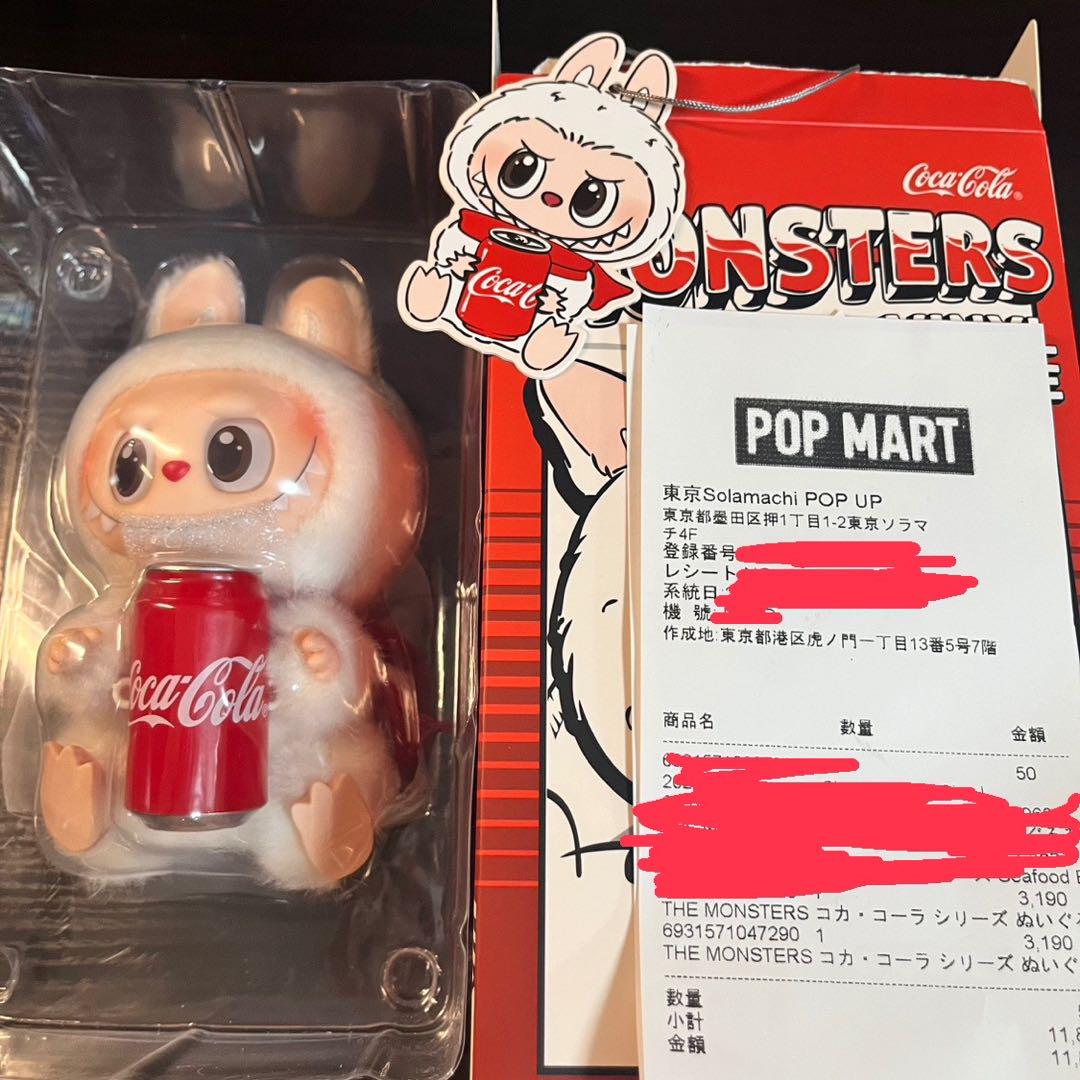 Coca-Cola
MONSTERS
Coca-C
Coca-Cola
POP MART
東京Solamachi POP UP
東京都墨田区押1丁目1-2東京ソラマ
チ4F
登録番号
レシート
系統日:
機 號
作成地:東京都港区虎ノ門一丁目13番5号7階
商品名 数量 金額
50
Seafood
3,190
THE MONSTERS コカ・コーラ シリーズ ぬいぐ
6931571047290 1
3,190
THE MONSTERS コカ・コーラ シリーズ ぬいぐ
数量
小計 11,8
金額 11,